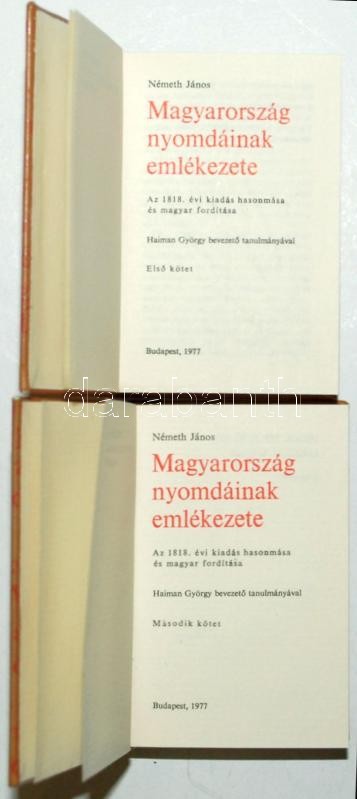 Németh János
Magyarország
nyomdáinak
emlékezete
Az 1818. évi kiadás hasonmása
és magyar fordítása
Haiman György bevezető tanulmányával
Első kötet
Budapest, 1977
darabanth
Németh János
Magyarország
nyomdáinak
emlékezete
Az 1818. évi kiadás hasonmása
és magyar fordítása
Haiman György bevezető tanulmányával
Második kötet
Budapest, 1977